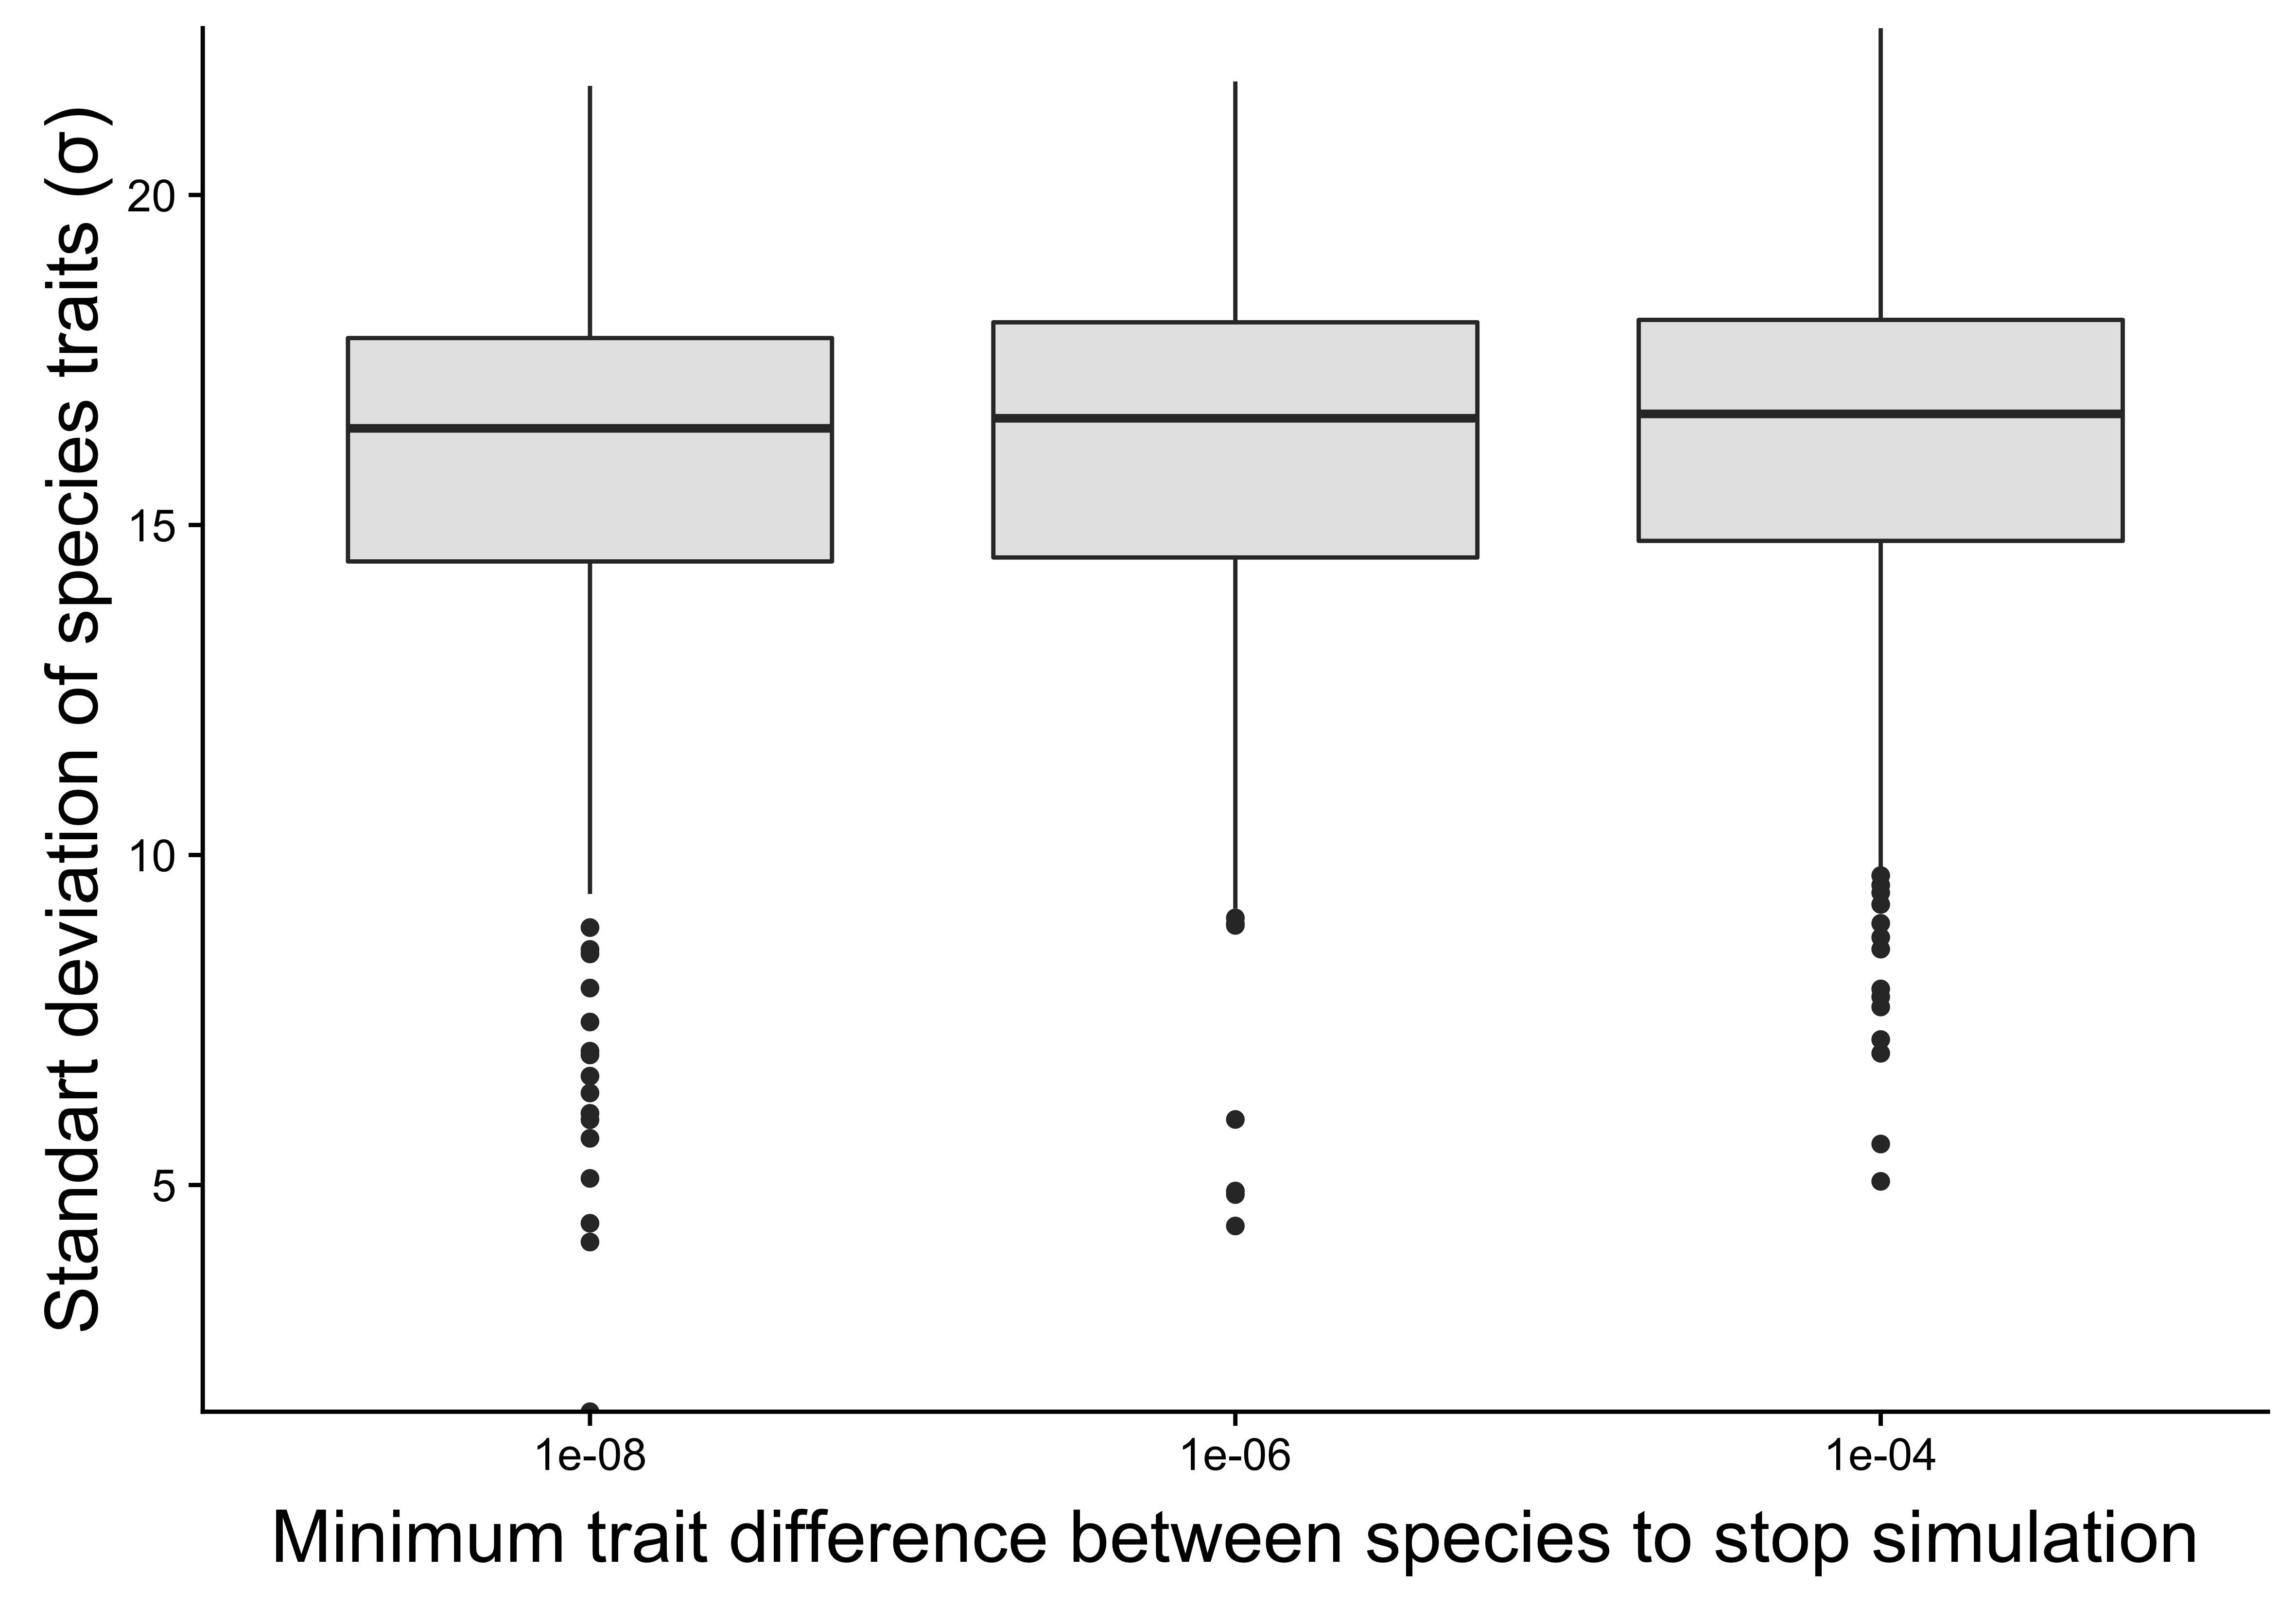 Standart deviation of species traits (σ)
20
15
10
5
1e-08
1e-06
1e-04
Minimum trait difference between species to stop simulation